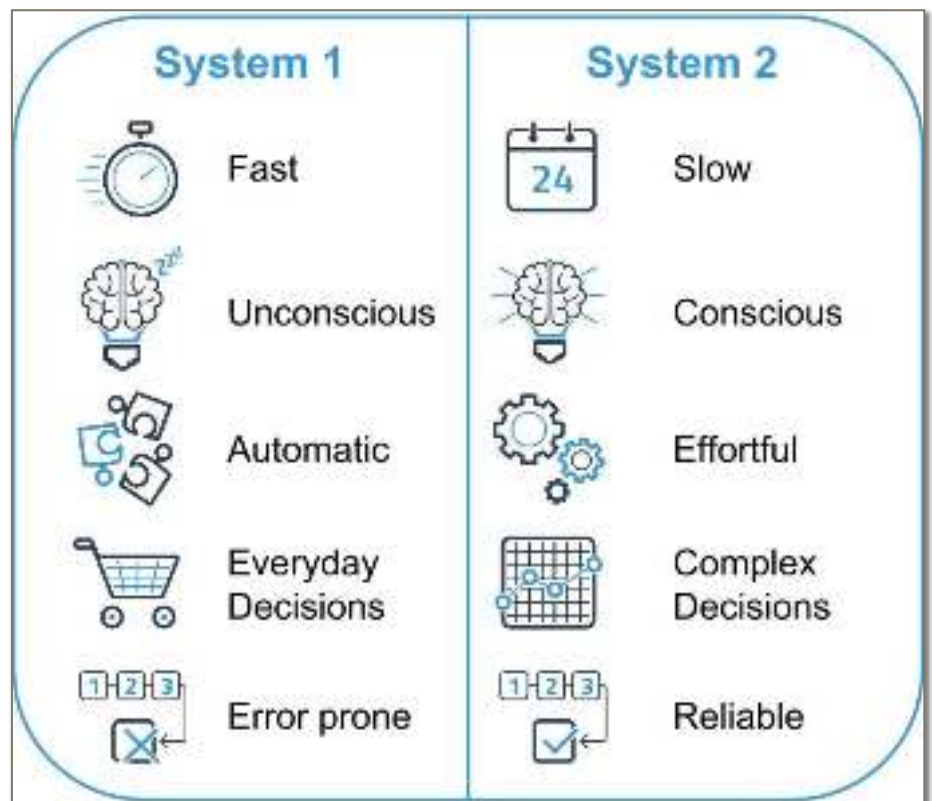 System 1
System 2
Fast
Slow
24
zzz
Unconscious
Conscious
Automatic
Effortful
Everyday
Decisions
Complex
Decisions
1 2 3
Error prone
1 2 3
Reliable